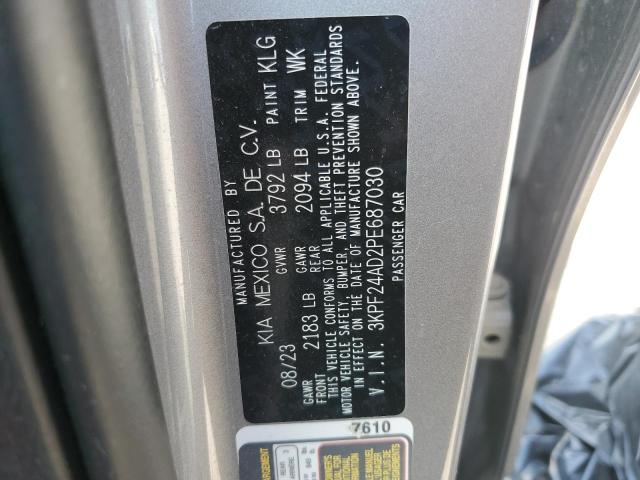 MANUFACTURED BY
KIA MEXICO S.A. DE C.V.
08/23 GVWR 3792 LB PAINT KLG
GAWR FRONT 2183 LB GAWR REAR 2094 LB TRIM WK
THIS VEHICLE CONFORMS TO ALL APPLICABLE U.S.A. FEDERAL
MOTOR VEHICLE SAFETY, BUMPER, AND THEFT PREVENTION STANDARDS
IN EFFECT ON THE DATE OF MANUFACTURE SHOWN ABOVE.
V.I.N. 3KPF24AD2PE687030
PASSENGER CAR
7610